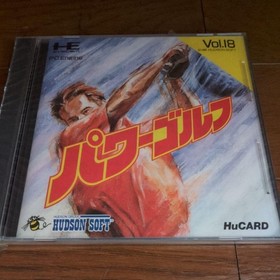 PC Engine
Vol.18
パワーゴルフ
HUDSON SOFT
HuCARD